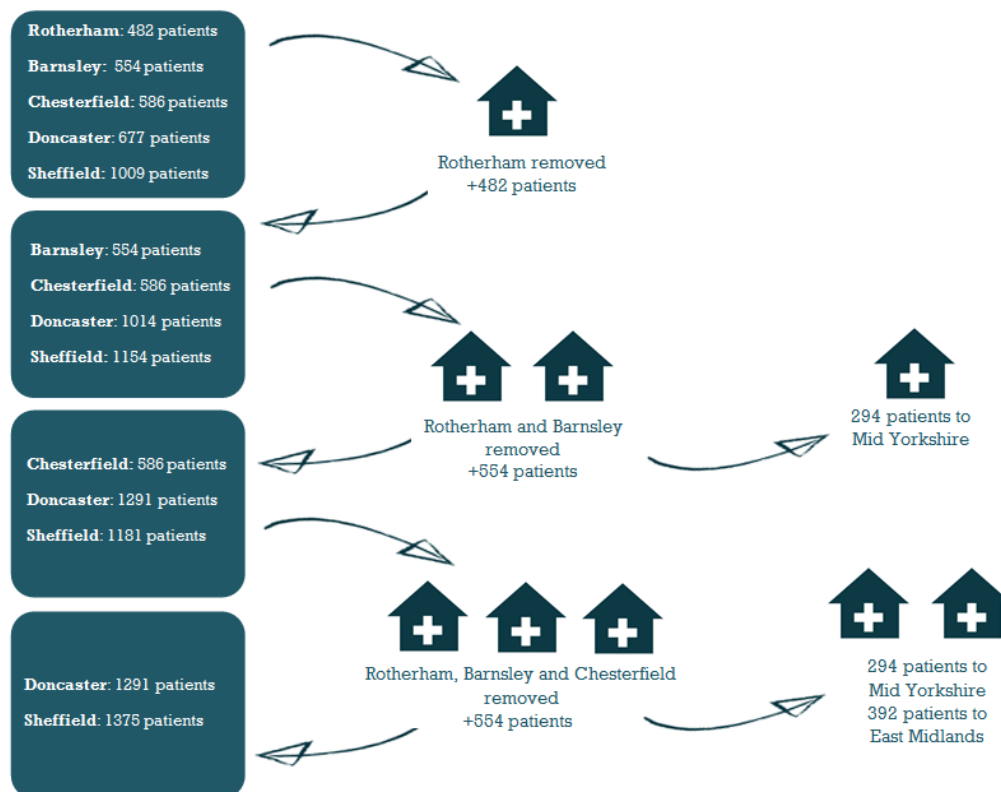 Rotherham: 482 patients
Barnsley: 554 patients
Chesterfield: 586 patients
Doncaster: 677 patients
Sheffield: 1009 patients
Rotherham removed
+482 patients
Barnsley: 554 patients
Chesterfield: 586 patients
Doncaster: 1014 patients
Sheffield: 1154 patients
Rotherham and Barnsley
removed
+554 patients
294 patients to
Mid Yorkshire
Chesterfield: 586 patients
Doncaster: 1291 patients
Sheffield: 1181 patients
Rotherham, Barnsley and Chesterfield
removed
+554 patients
294 patients to
Mid Yorkshire
392 patients to
East Midlands
Doncaster: 1291 patients
Sheffield: 1375 patients